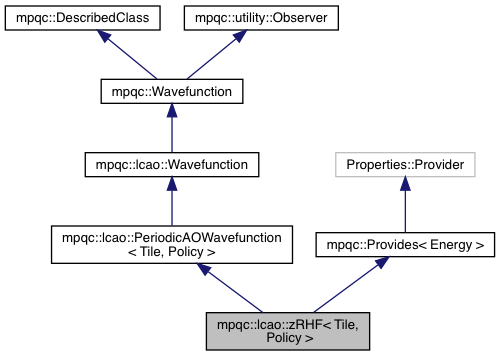 mpqc::DescribedClass
mpqc::utility::Observer
mpqc::Wavefunction
mpqc::lcao::Wavefunction
Properties::Provider
mpqc::lcao::PeriodicAOWavefunction
< Tile, Policy >
mpqc::Provides< Energy >
mpqc::lcao::zRHF< Tile,
Policy >